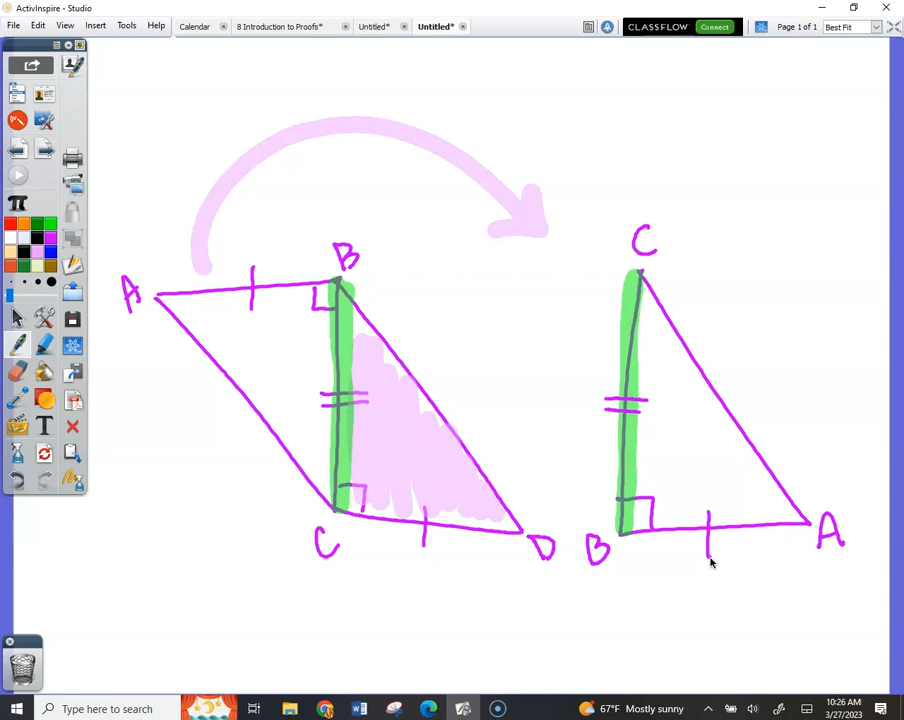 ActivInspire - Studio
File Edit View Insert Tools Help
Calendar 8 Introduction to Proofs* Untitled* Untitled*
CLASSFLOW Connect
Page 1 of 1 Best Fit
C
B
A
C
D
B
A
Type here to search
67°F Mostly sunny
10:26 AM
3/27/2023